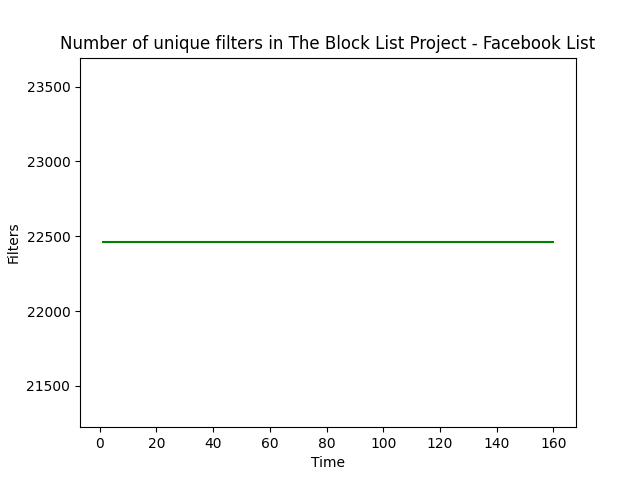 Number of unique filters in The Block List Project - Facebook List
23500
23000
22500
22000
21500
Filters
0 20 40 60 80 100 120 140 160
Time